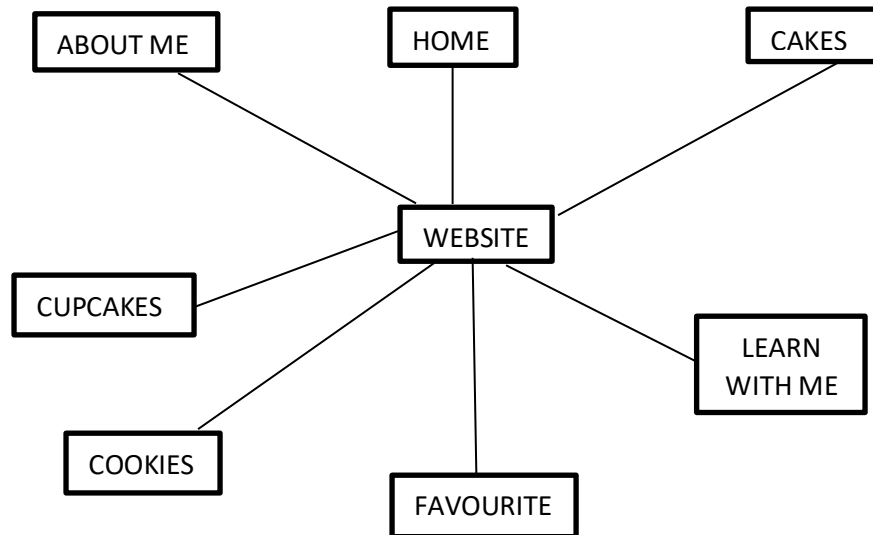 ABOUT ME
HOME
CAKES
WEBSITE
CUPCAKES
LEARN
WITH ME
COOKIES
FAVOURITE